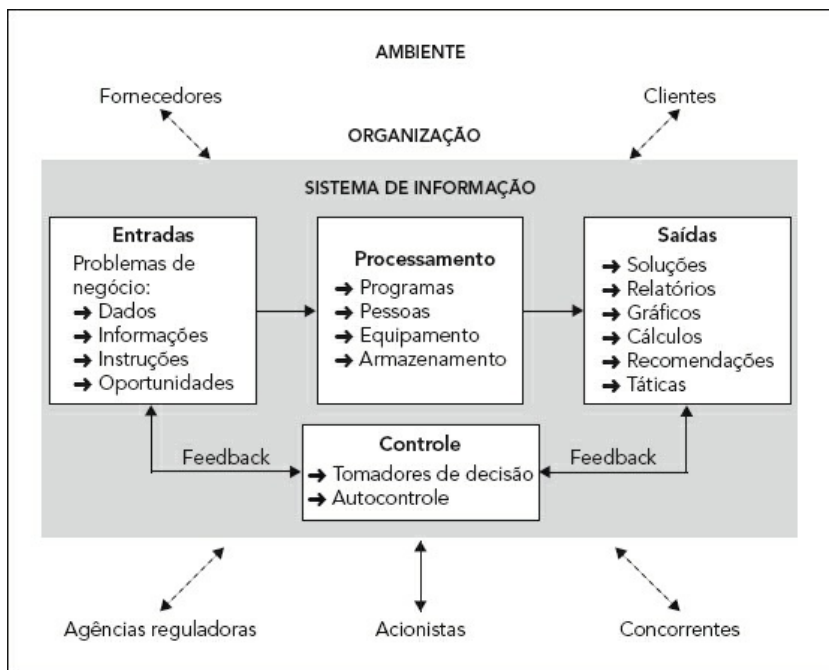 AMBIENTE
Fornecedores
Clientes
ORGANIZAÇÃO
SISTEMA DE INFORMAÇÃO
Entradas
Problemas de
negócio:
➜ Dados
➜ Informações
➜ Instruções
➜ Oportunidades
Processamento
➜ Programas
➜ Pessoas
➜ Equipamento
➜ Armazenamento
Saídas
➜ Soluções
➜ Relatórios
➜ Gráficos
➜ Cálculos
➜ Recomendações
➜ Táticas
Feedback
Controle
➜ Tomadores de decisão
➜ Autocontrole
Feedback
Agências reguladoras
Acionistas
Concorrentes